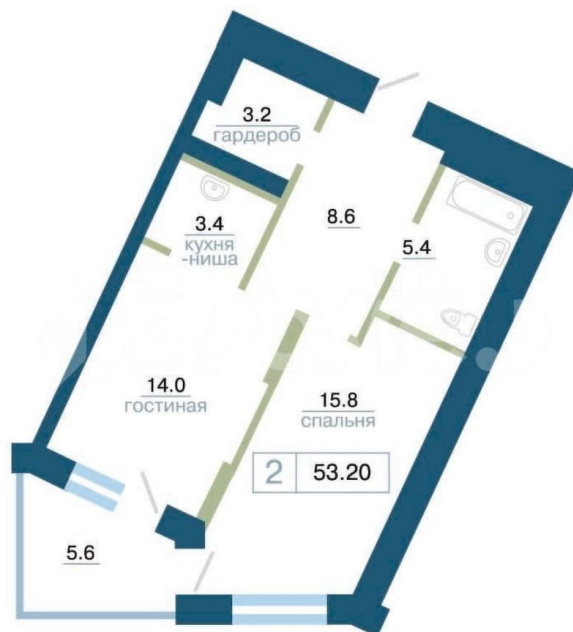 3.2
гардероб
3.4
кухня
-ниша
8.6
5.4
14.0
гостиная
15.8
спальня
2 53.20
5.6